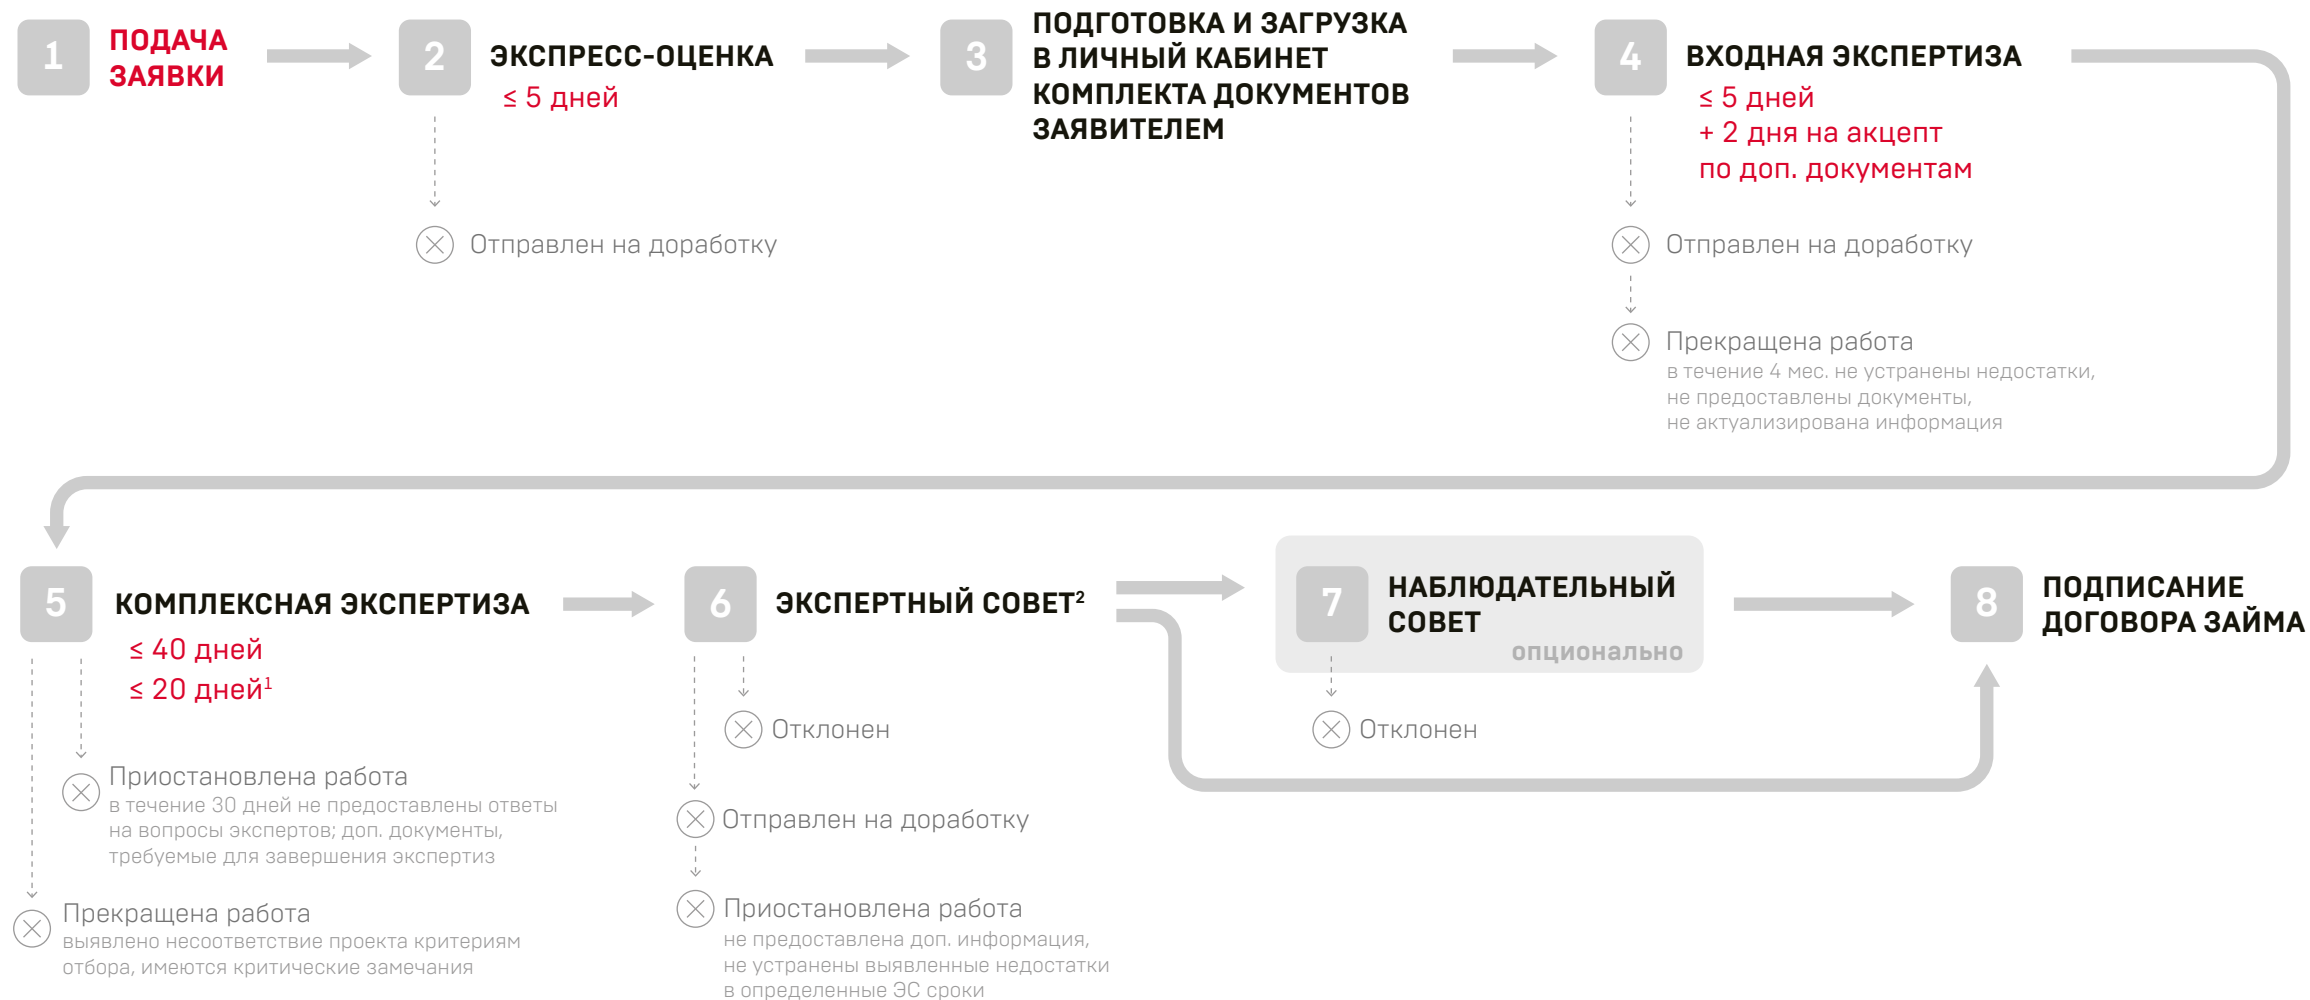 1
ПОДАЧА
ЗАЯВКИ
2
ЭКСПРЕСС-ОЦЕНКА
≤ 5 дней
Отправлен на доработку
3
ПОДГОТОВКА И ЗАГРУЗКА
В ЛИЧНЫЙ КАБИНЕТ
КОМПЛЕКТА ДОКУМЕНТОВ
ЗАЯВИТЕЛЕМ
4
ВХОДНАЯ ЭКСПЕРТИЗА
≤ 5 дней
+ 2 дня на акцепт
по доп. документам
Отправлен на доработку
Прекращена работа
в течение 4 мес. не устранены недостатки,
не предоставлены документы,
не актуализирована информация
5
КОМПЛЕКСНАЯ ЭКСПЕРТИЗА
≤ 40 дней
≤ 20 дней¹
Приостановлена работа
в течение 30 дней не предоставлены ответы
на вопросы экспертов; доп. документы,
требуемые для завершения экспертиз
Прекращена работа
выявлено несоответствие проекта критериям
отбора, имеются критические замечания
6
ЭКСПЕРТНЫЙ СОВЕТ²
Отклонен
Отправлен на доработку
Приостановлена работа
не предоставлена доп. информация,
не устранены выявленные недостатки
в определенные ЭС сроки
7
НАБЛЮДАТЕЛЬНЫЙ
СОВЕТ
опционально
Отклонен
8
ПОДПИСАНИЕ
ДОГОВОРА ЗАЙМА